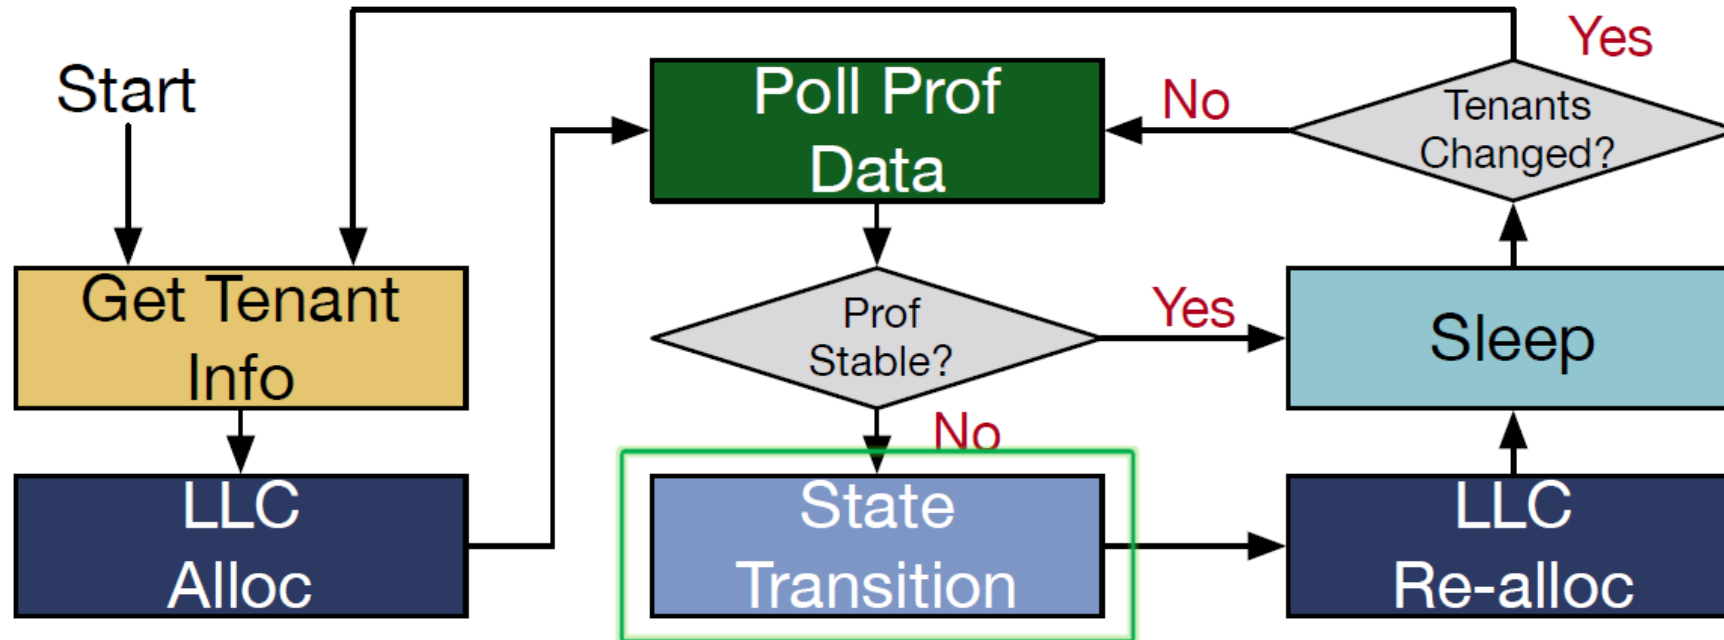 Start
Get Tenant
Info
LLC
Alloc
Poll Prof
Data
Prof
Stable?
Yes
No
State
Transition
LLC
Re-alloc
Sleep
Tenants
Changed?
Yes
No